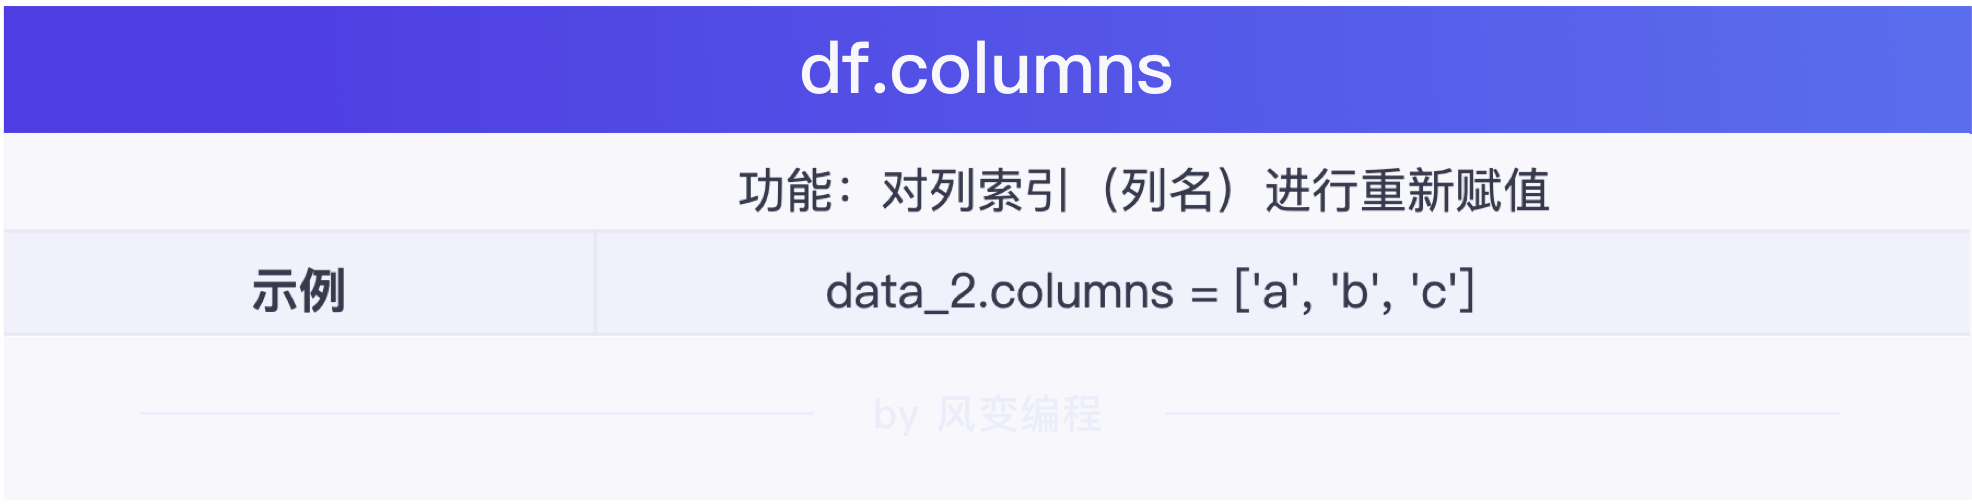 df.columns
功能：对列索引（列名）进行重新赋值
示例 data_2.columns = ['a', 'b', 'c']
by 风变编程